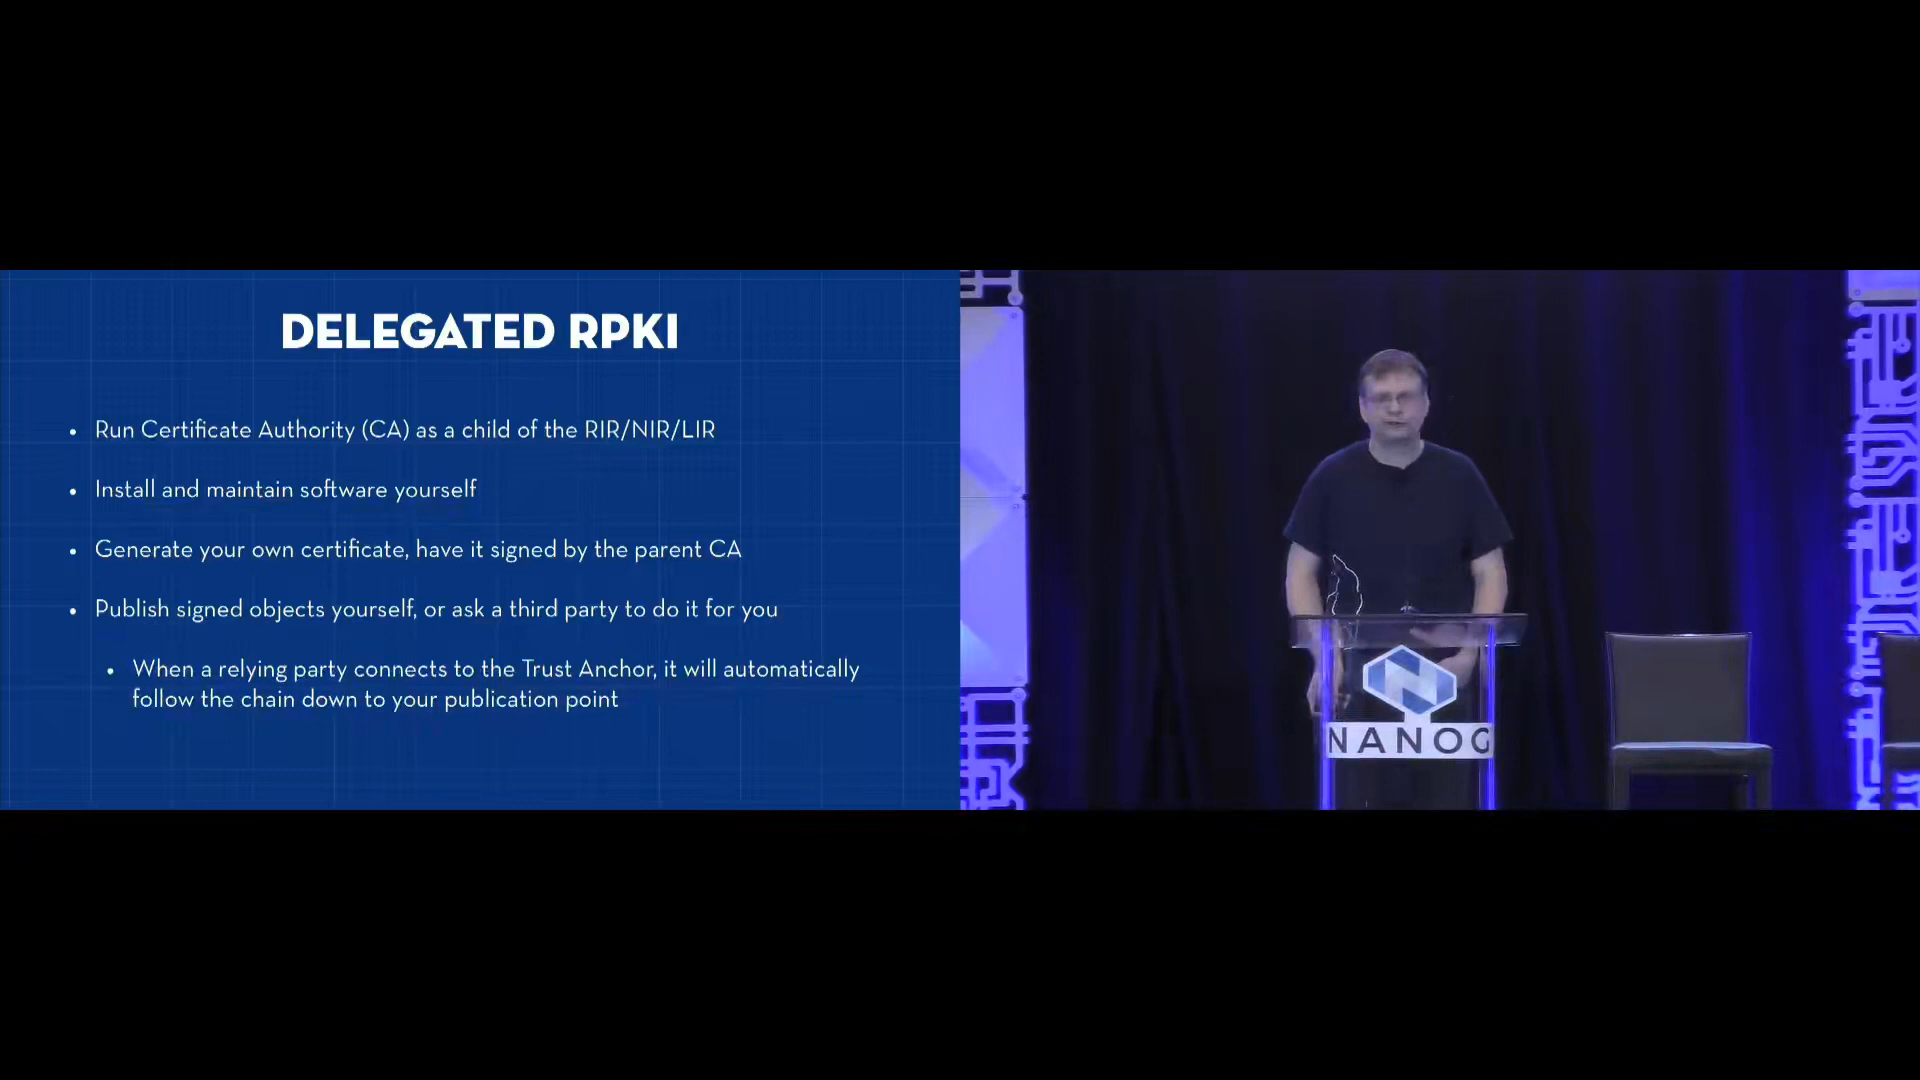 DELEGATED RPKI
• Run Certificate Authority (CA) as a child of the RIR/NIR/LIR
• Install and maintain software yourself
• Generate your own certificate, have it signed by the parent CA
• Publish signed objects yourself, or ask a third party to do it for you
• When a relying party connects to the Trust Anchor, it will automatically
follow the chain down to your publication point
NANOG